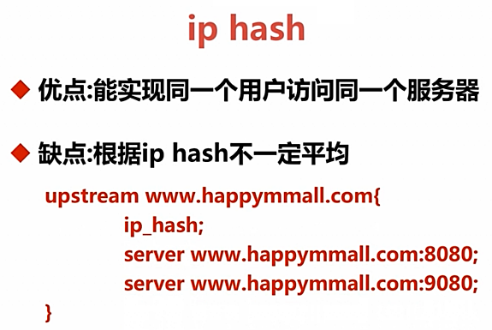 ip hash
优点:能实现同一个用户访问同一个服务器
缺点:根据ip hash不一定平均
upstream www.happymmall.com{
ip_hash;
server www.happymmall.com:8080;
server www.happymmall.com:9080;
}